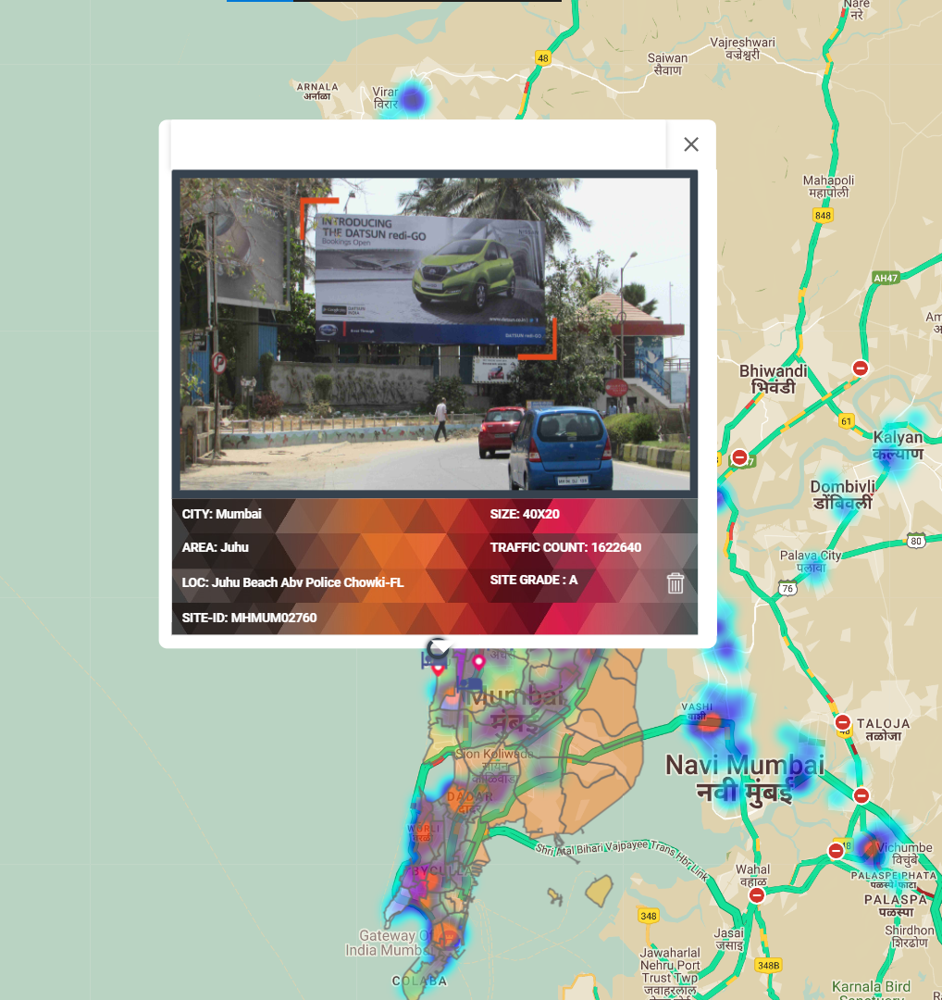 Nare
नरे
48
Vajreshwari
वज्रेश्वरी
Saiwan
सैवाण
ARNALA
अर्नाळा
Virar
विरार
Mahapoli
महापोली
848
AH47
INTRODUCING
THE DATSUN redi-GO
Bookings Open
DATSUN
INDIA
DATSUN redi-GO
Bhiwandi
भिवंडी
61
Kalyan
कल्याण
Dombivli
डोंबिवली
80
Palava City
पलावा
76
CITY: Mumbai
SIZE: 40X20
AREA: Juhu
TRAFFIC COUNT: 1622640
LOC: Juhu Beach Abv Police Chowki-FL
SITE GRADE : A
SITE-ID: MHMUM02760
Mumbai
मुंबई
VASHI
वाशी
TALOJA
तळोजा
48
Sion Koliwada
सायन
कोळिवाडा
Navi Mumbai
नवी मुंबई
DADAR
दादर
WORLI
वरळी
BYCULLA
Shri Atal Bihari Vajpayee Trans Hbr Link
Vichumbe
विचुंबे
PALASPE PHATA
पळस्पे फाटा
Wahal
वहाळ
PALASPA
पळस्पा
348
Gateway Of
India Mumbai
Jasai
जसाई
Shirdhon
शिरढोण
Jawaharlal
Nehru Port
Trust Twp
जवाहरलाल
348B
COLABA
Karnala Bird